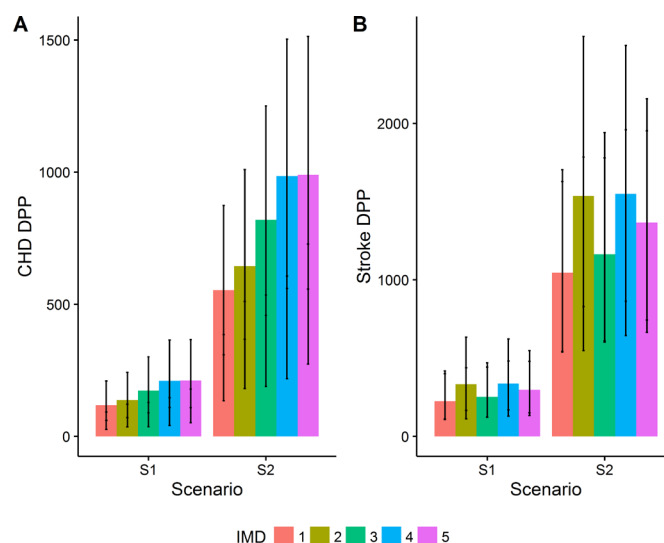 A
CHD DPP
1500
1000
500
0
S1 S2
Scenario
B
Stroke DPP
2000
1000
0
S1 S2
Scenario
IMD 1 2 3 4 5